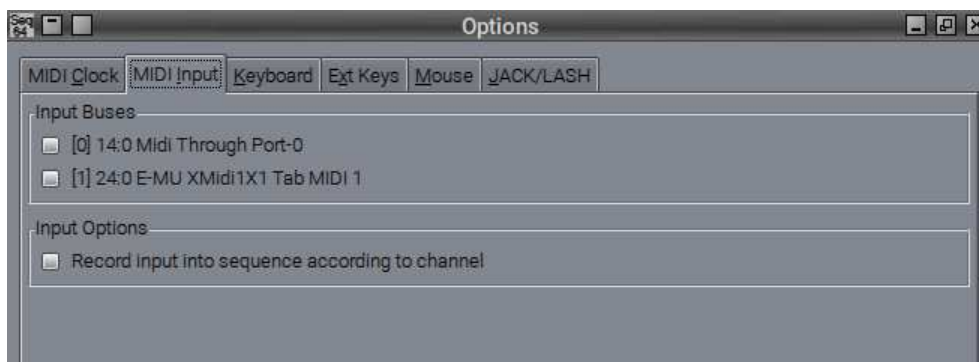 Seq
64
Options
MIDI Clock MIDI Input Keyboard Ext Keys Mouse JACK/LASH
Input Buses
[0] 14:0 Midi Through Port-0
[1] 24:0 E-MU XMidi1X1 Tab MIDI 1
Input Options
Record input into sequence according to channel